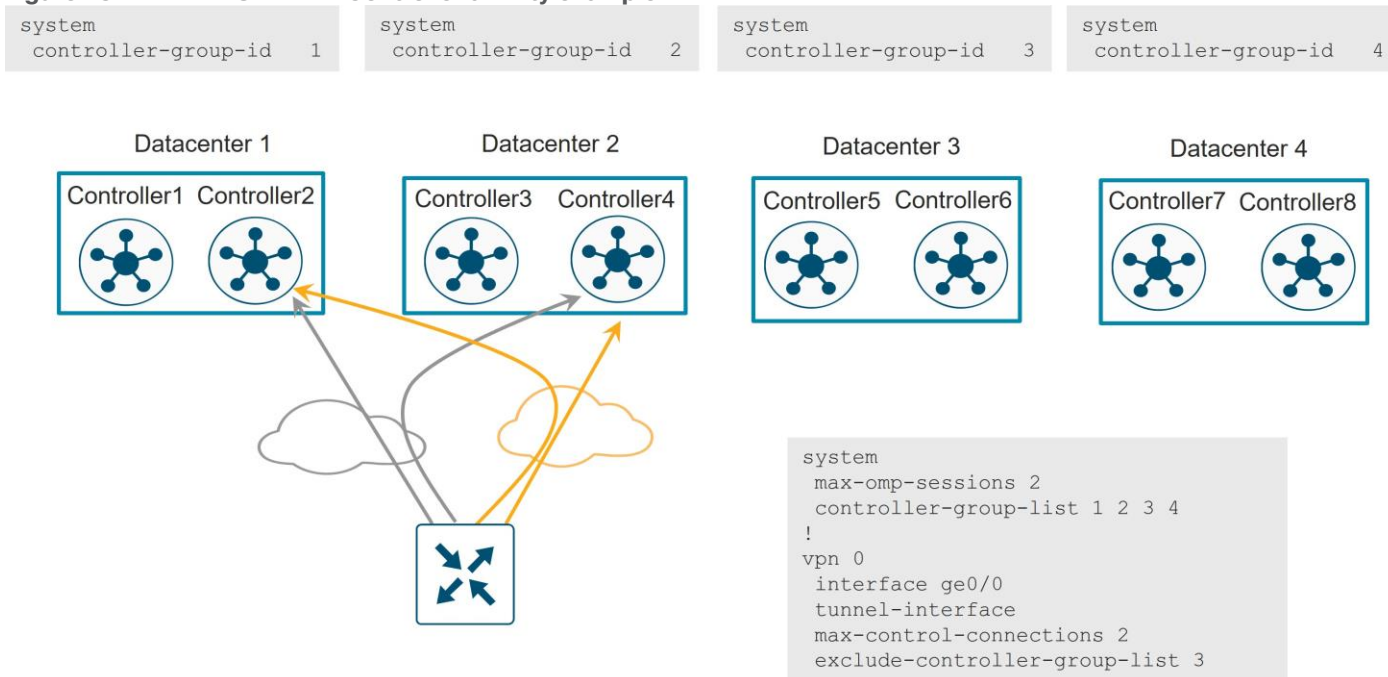 system
controller-group-id 1
system
controller-group-id 2
system
controller-group-id 3
system
controller-group-id 4
Datacenter 1
Controller1 Controller2
Datacenter 2
Controller3 Controller4
Datacenter 3
Controller5 Controller6
Datacenter 4
Controller7 Controller8
system
max-omp-sessions 2
controller-group-list 1 2 3 4
!
vpn 0
interface ge0/0
tunnel-interface
max-control-connections 2
exclude-controller-group-list 3